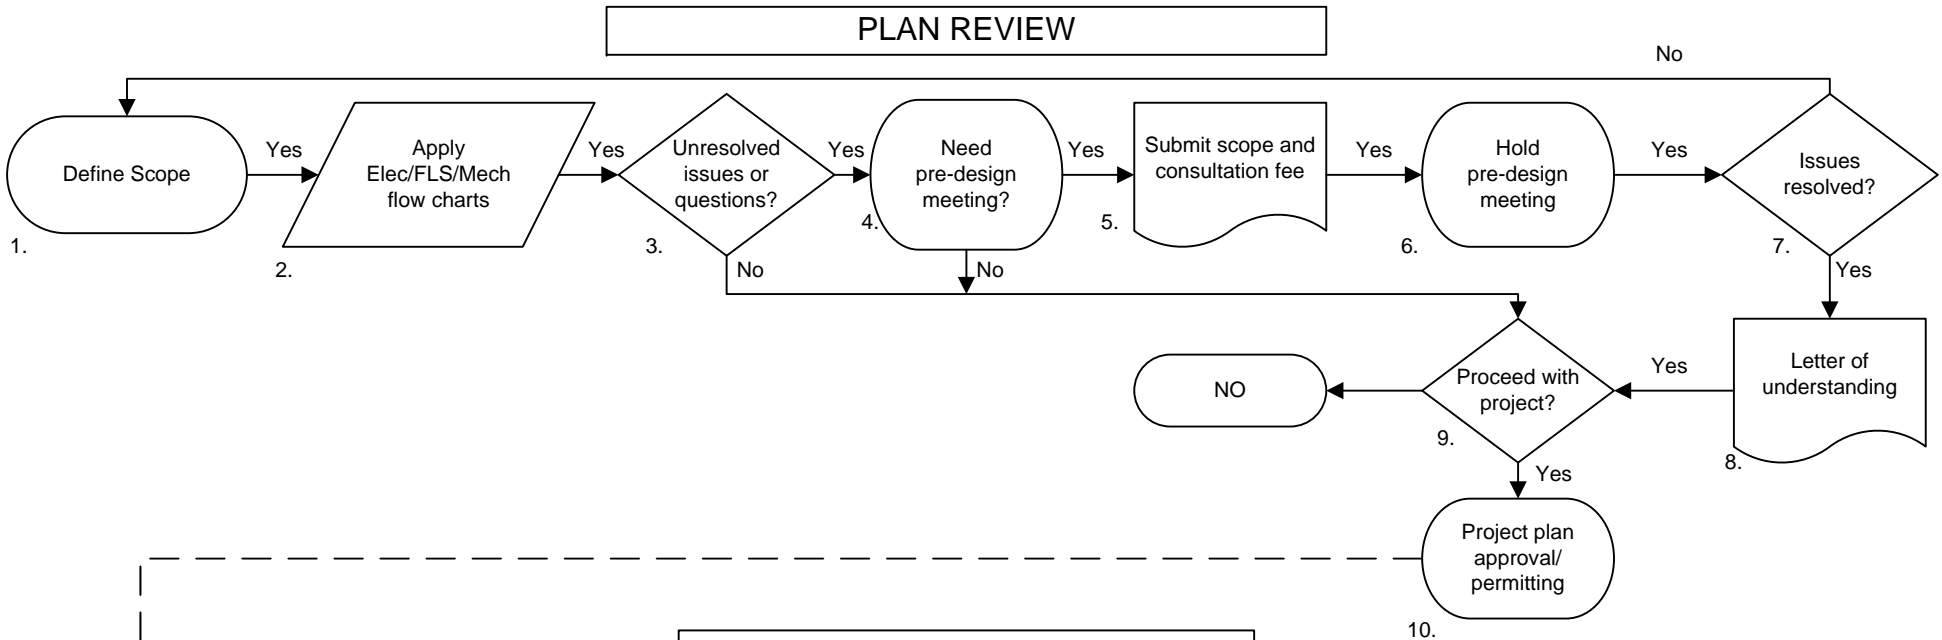 PLAN REVIEW
No
Define Scope
1.
Yes
Apply
Elec/FLS/Mech
flow charts
2.
Yes
Unresolved
issues or
questions?
3.
Yes
No
Need
pre-design
meeting?
4.
Yes
No
Submit scope and
consultation fee
5.
Yes
Hold
pre-design
meeting
6.
Yes
Issues
resolved?
7.
Yes
Letter of
understanding
8.
Yes
Proceed with
project?
9.
NO
Yes
Project plan
approval/
permitting
10.